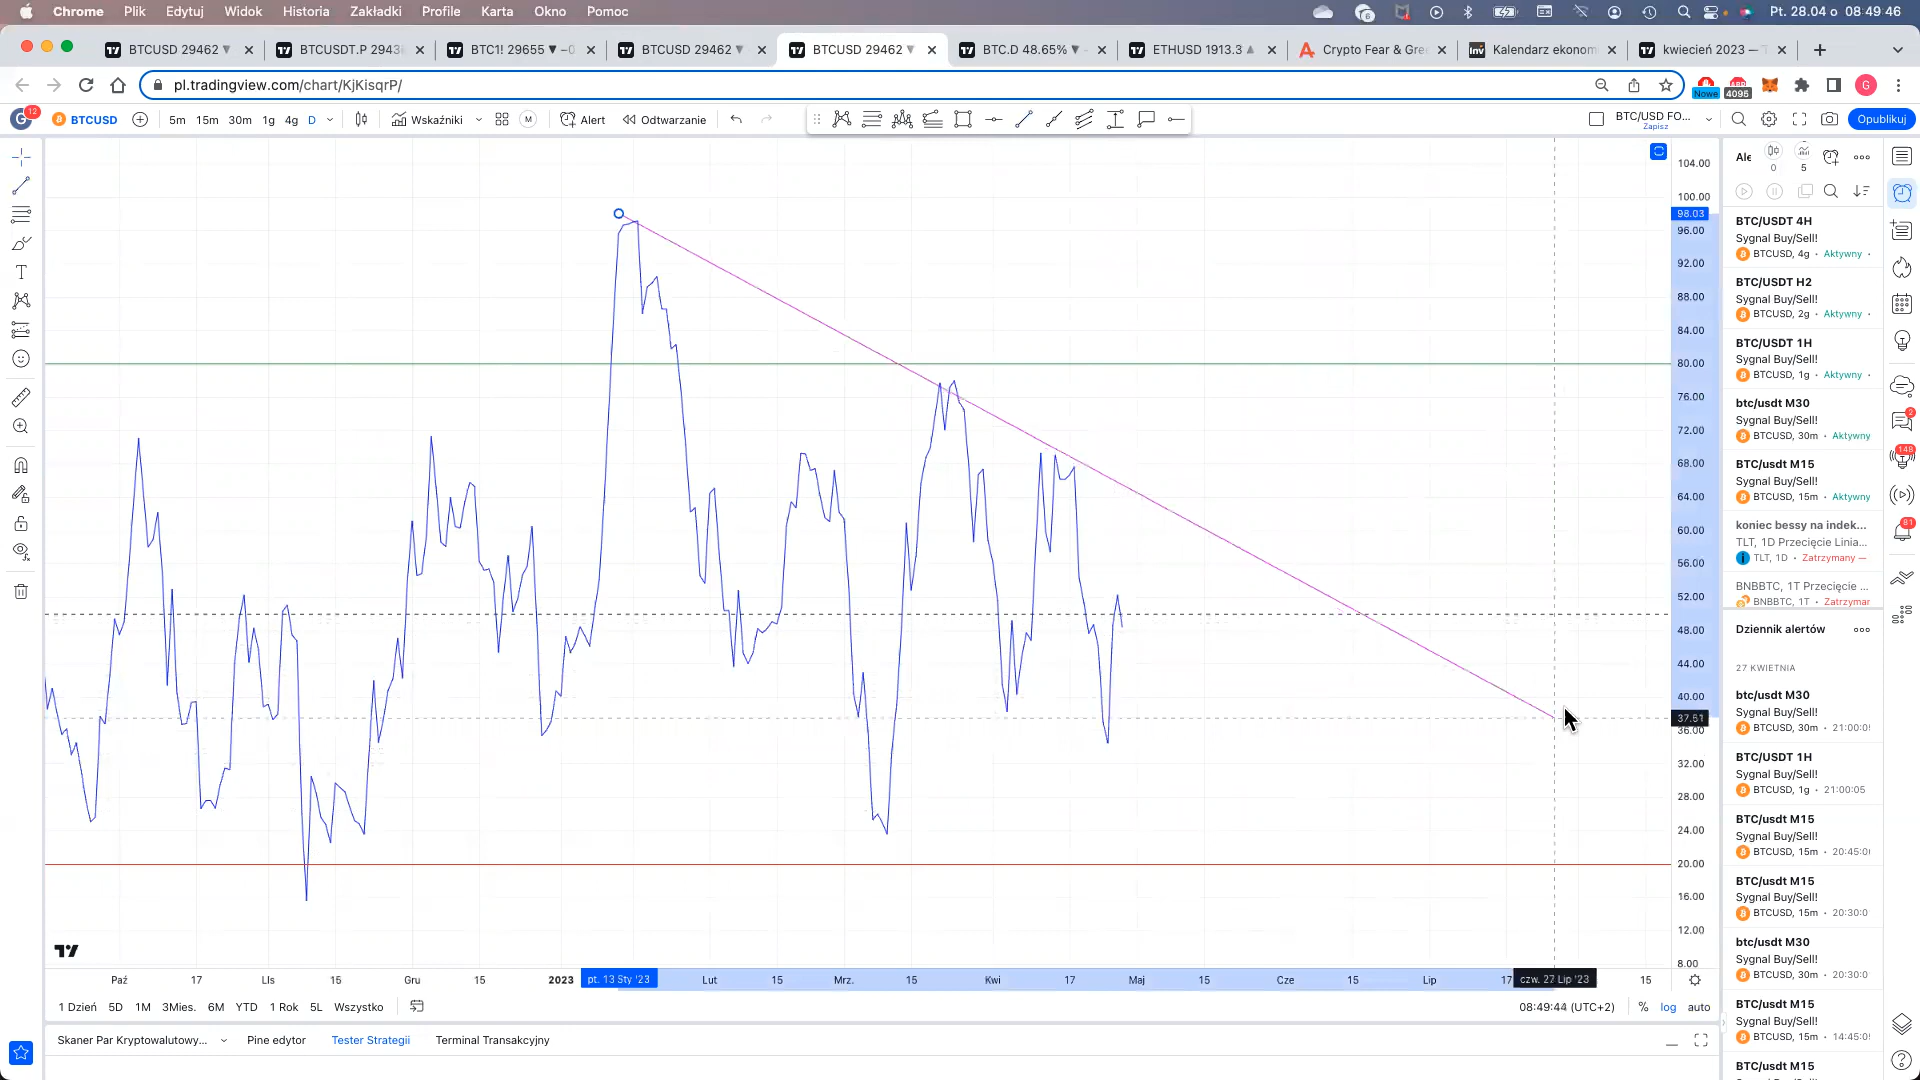 Chrome Plik Edytuj Widok Historia Zakładki Profile Karta Okno Pomoc Pt. 28.04 o 08:49:46
BTCUSD 29462 BTCUSDT.P BTC1! 29655 BTCUSD 29462 BTCUSD 29462 BTC.D 48.65% ETHUSD 1913.3 Crypto Fear & Gre Kalendarz ekonom kwiecień 2023 —
pl.tradingview.com/chart/KjKisqrP/
Nowe 4095
BTCUSD 5m 15m 30m 1g 4g D Wskaźniki Alert Odtwarzanie BTC/USD FO... Opublikuj
Zapisz
12
Ale 0 5
104.00
100.00
98.03
96.00
92.00
88.00
84.00
80.00
76.00
72.00
68.00
64.00
60.00
56.00
52.00
48.00
44.00
40.00
37.51
36.00
32.00
28.00
24.00
20.00
16.00
12.00
8.00
Paź 17 Lis 15 Gru 15 2023 pt. 13 Sty '23 Lut 15 Mrz. 15 Kwi 17 Maj 15 Cze 15 Lip 17 czw. 27 Lip '23 15
1 Dzień 5D 1M 3Mies. 6M YTD 1 Rok 5L Wszystko 08:49:44 (UTC+2) % log auto
Skaner Par Kryptowalutowy... Pine edytor Tester Strategii Terminal Transakcyjny
BTC/USDT 4H
Sygnal Buy/Sell!
BTCUSD, 4g • Aktywny •
BTC/USDT H2
Sygnal Buy/Sell!
BTCUSD, 2g • Aktywny •
BTC/USDT 1H
Sygnal Buy/Sell!
BTCUSD, 1g • Aktywny •
btc/usdt M30
Sygnal Buy/Sell!
BTCUSD, 30m • Aktywny
BTC/usdt M15
Sygnal Buy/Sell!
BTCUSD, 15m • Aktywny
koniec bessy na indek...
TLT, 1D Przecięcie Linia...
TLT, 1D • Zatrzymany —
BNBBTC, 1T Przecięcie ...
BNBBTC, 1T • Zatrzymar
Dziennik alertów
27 KWIETNIA
btc/usdt M30
Sygnal Buy/Sell!
BTCUSD, 30m • 21:00:0
BTC/USDT 1H
Sygnal Buy/Sell!
BTCUSD, 1g • 21:00:05
BTC/usdt M15
Sygnal Buy/Sell!
BTCUSD, 15m • 20:45:0
BTC/usdt M15
Sygnal Buy/Sell!
BTCUSD, 15m • 20:30:0
btc/usdt M30
Sygnal Buy/Sell!
BTCUSD, 30m • 20:30:0
BTC/usdt M15
Sygnal Buy/Sell!
BTCUSD, 15m • 14:45:0
BTC/usdt M15
2
148
81